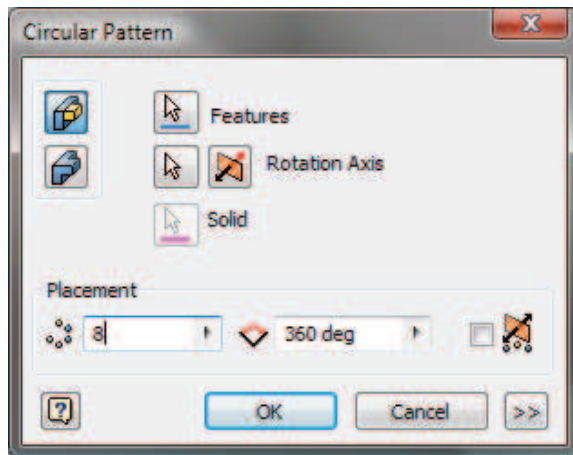 Circular Pattern
Features
Rotation Axis
Solid
Placement
8 360 deg
? OK Cancel >>